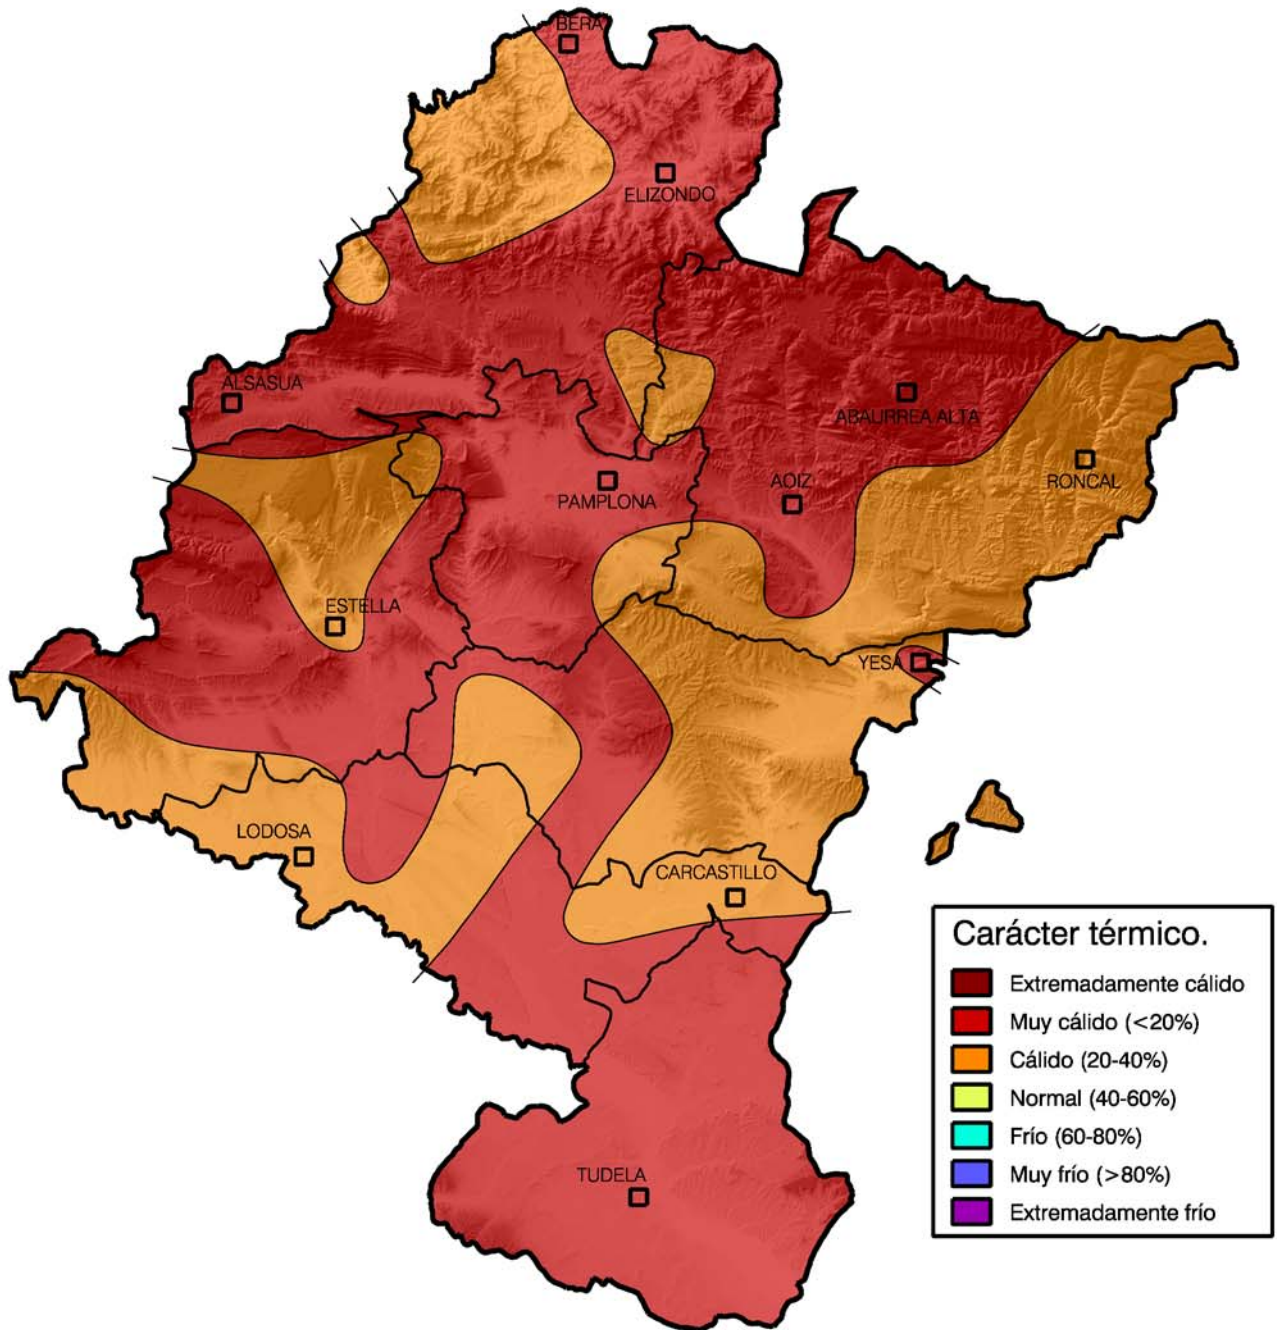 BERA
ELIZONDO
ALSASUA
ABAURREA ALTA
RONCAL
AOIZ
PAMPLONA
ESTELLA
YESA
LODOSA
CARCASTILLO
TUDELA
Carácter térmico.
Extremadamente cálido
Muy cálido (<20%)
Cálido (20-40%)
Normal (40-60%)
Frío (60-80%)
Muy frío (>80%)
Extremadamente frío